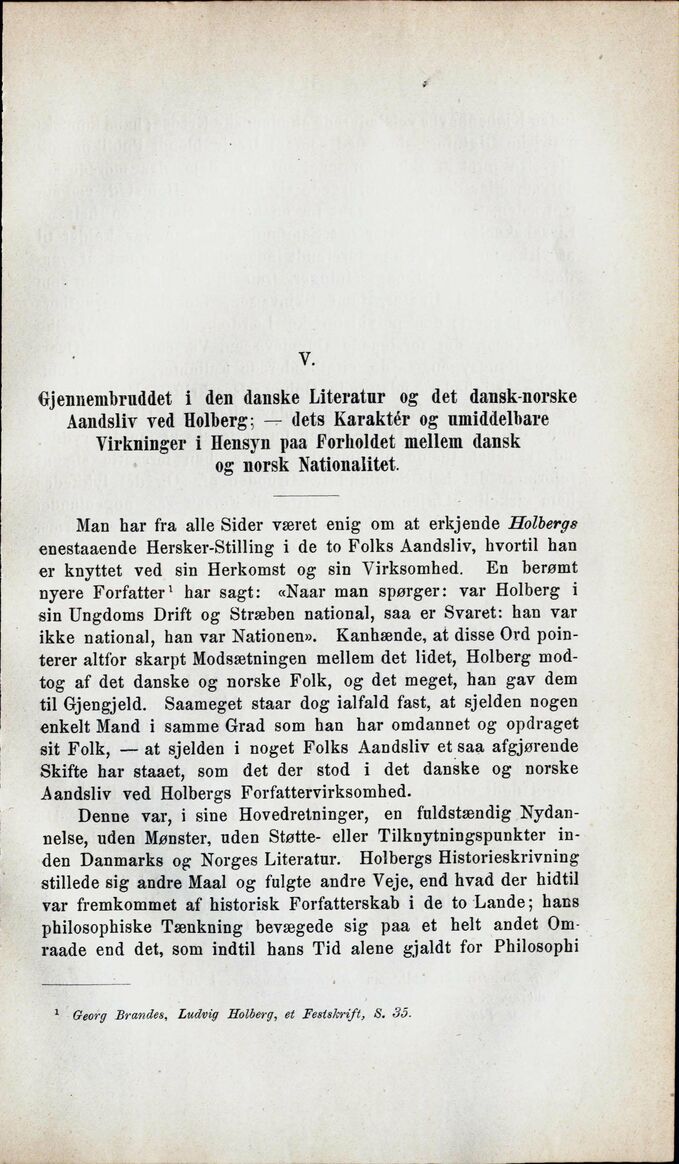 V.
Gjennembruddet i den danske Literatur og det dansk-norske
Aandsliv ved Holberg; — dets Karaktér og umiddelbare
Virkninger i Hensyn paa Forholdet mellem dansk
og norsk Nationalitet.
Man har fra alle Sider været enig om at erkjende Holbergs
enestaaende Hersker-Stilling i de to Folks Aandsliv, hvortil han
er knyttet ved sin Herkomst og sin Virksomhed. En berømt
nyere Forfatter¹ har sagt: «Naar man spørger: var Holberg i
sin Ungdoms Drift og Stræben national, saa er Svaret: han var
ikke national, han var Nationen». Kanhænde, at disse Ord poin-
terer altfor skarpt Modsætningen mellem det lidet, Holberg mod-
tog af det danske og norske Folk, og det meget, han gav dem
til Gjengjeld. Saameget staar dog ialfald fast, at sjelden nogen
enkelt Mand i samme Grad som han har omdannet og opdraget
sit Folk, — at sjelden i noget Folks Aandsliv et saa afgjørende
Skifte har staaet, som det der stod i det danske og norske
Aandsliv ved Holbergs Forfattervirksomhed.
Denne var, i sine Hovedretninger, en fuldstændig Nydan-
nelse, uden Mønster, uden Støtte- eller Tilknytningspunkter in-
den Danmarks og Norges Literatur. Holbergs Historieskrivning
stillede sig andre Maal og fulgte andre Veje, end hvad der hidtil
var fremkommet af historisk Forfatterskab i de to Lande; hans
philosophiske Tænkning bevægede sig paa et helt andet Om-
raade end det, som indtil hans Tid alene gjaldt for Philosophi
¹ Georg Brandes, Ludvig Holberg, et Festskrift, S. 35.